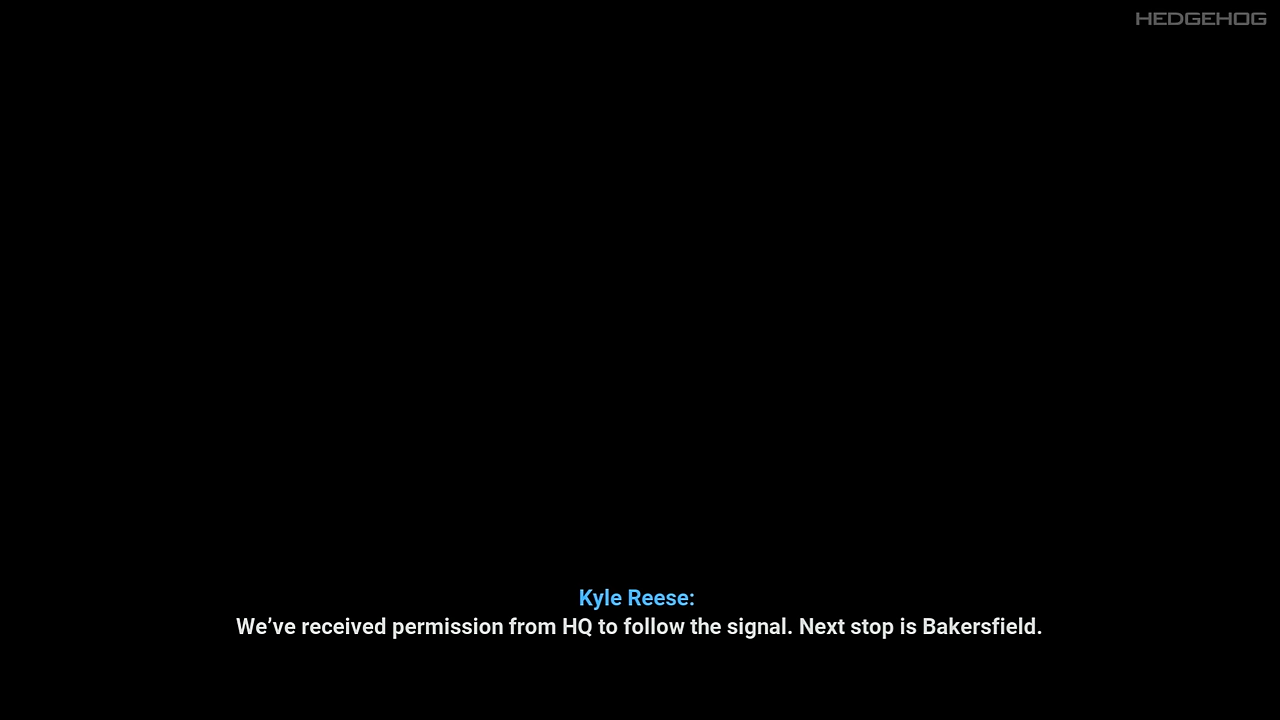 HEDGEHOG
Kyle Reese:
We’ve received permission from HQ to follow the signal. Next stop is Bakersfield.